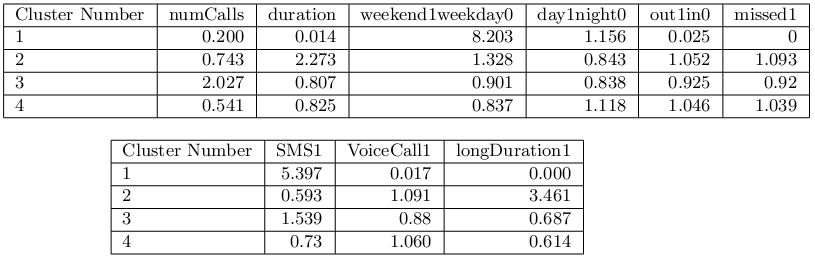 Cluster Number numCalls duration weekend1weekday0 day1night0 out1in0 missed1
1 0.200 0.014 8.203 1.156 0.025 0
2 0.743 2.273 1.328 0.843 1.052 1.093
3 2.027 0.807 0.901 0.838 0.925 0.92
4 0.541 0.825 0.837 1.118 1.046 1.039
Cluster Number SMS1 VoiceCall1 longDuration1
1 5.397 0.017 0.000
2 0.593 1.091 3.461
3 1.539 0.88 0.687
4 0.73 1.060 0.614